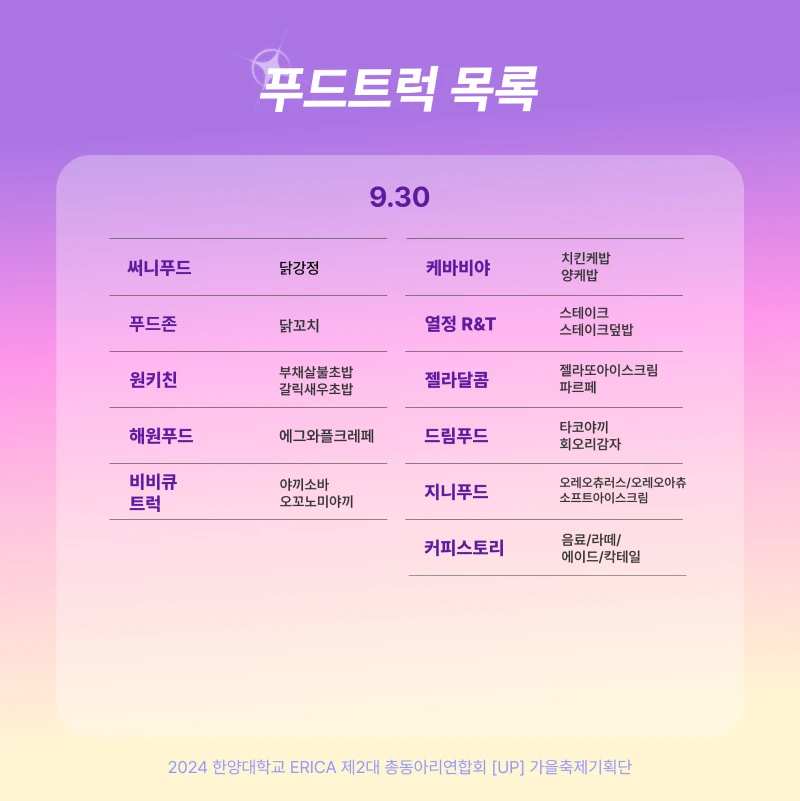 푸드트럭 목록
9.30
써니푸드
닭강정
푸드존
닭꼬치
원키친
부채살불초밥
갈릭새우초밥
해원푸드
에그와플크레페
비비큐
트럭
야끼소바
오꼬노미야끼
케바비야
치킨케밥
양케밥
열정 R&T
스테이크
스테이크덮밥
젤라달콤
젤라또아이스크림
파르페
드림푸드
타코야끼
회오리감자
지니푸드
오레오츄러스/오레오아츄
소프트아이스크림
커피스토리
음료/라떼/
에이드/칵테일
2024 한양대학교 ERICA 제2대 총동아리연합회 [UP] 가을축제기획단